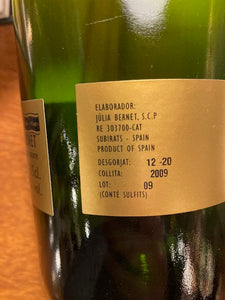 ELABORADOR:
JÚLIA BERNET, S.C.P
RE 303700-CAT
SUBIRATS - SPAIN
PRODUCT OF SPAIN
DESGORJAT: 12 -20
COLLITA: 2009
LOT: 09
(CONTÉ SULFITS)